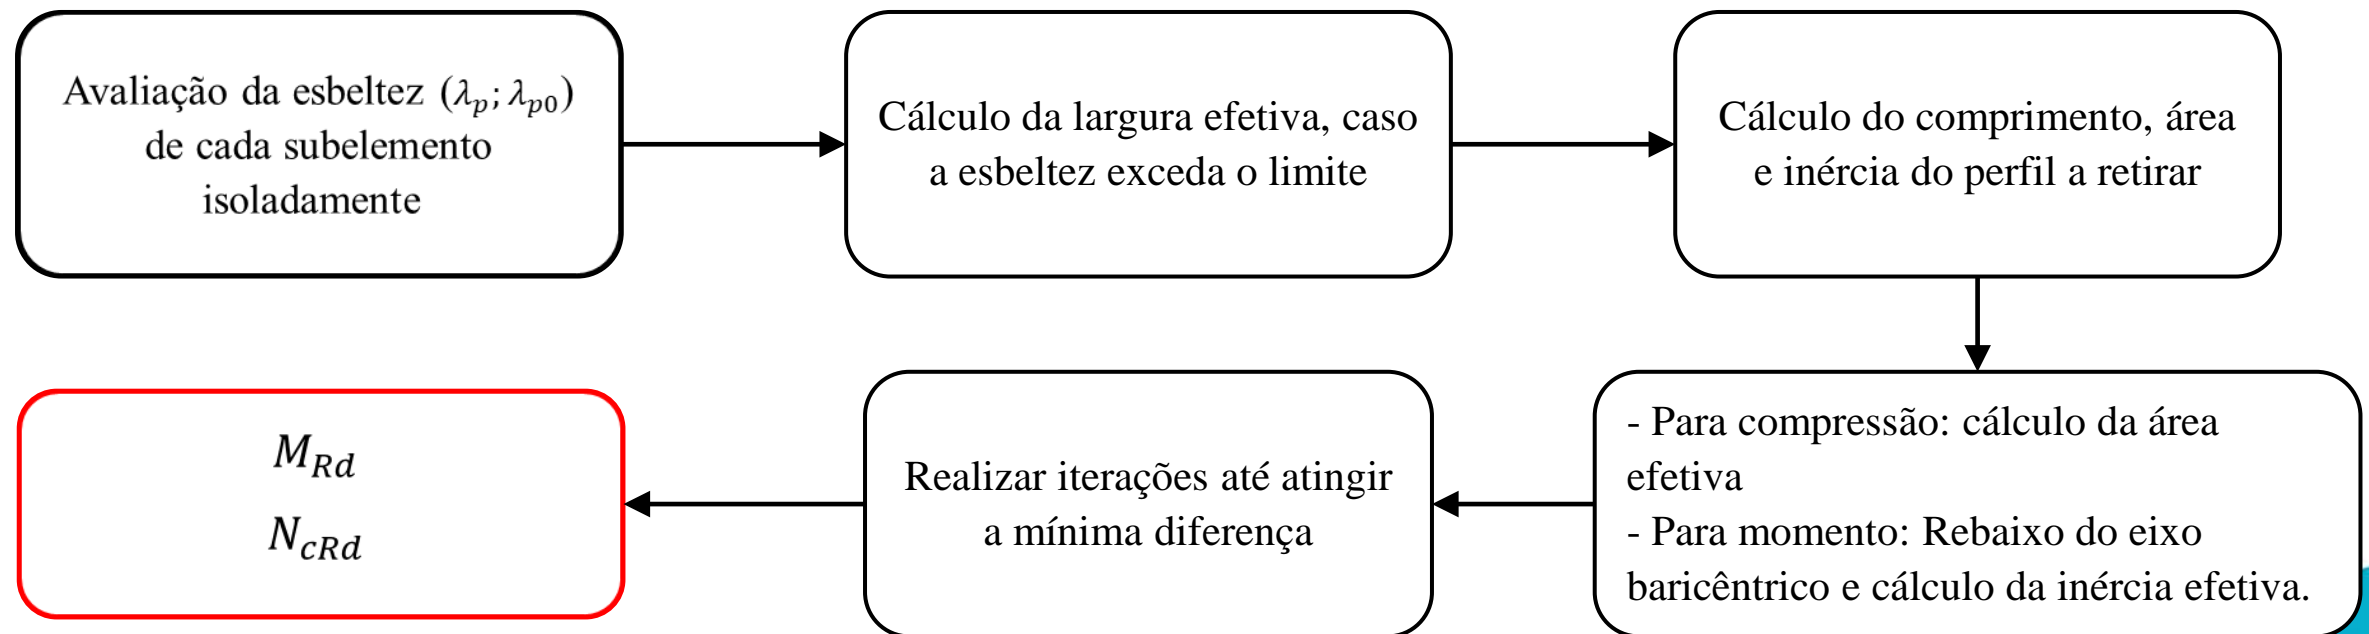 Avaliação da esbeltez (λp; λp0)
de cada subelemento
isoladamente
Cálculo da largura efetiva, caso
a esbeltez exceda o limite
Cálculo do comprimento, área
e inércia do perfil a retirar
- Para compressão: cálculo da área
efetiva
- Para momento: Rebaixo do eixo
baricêntrico e cálculo da inércia efetiva.
Realizar iterações até atingir
a mínima diferença
MRd
NcRd